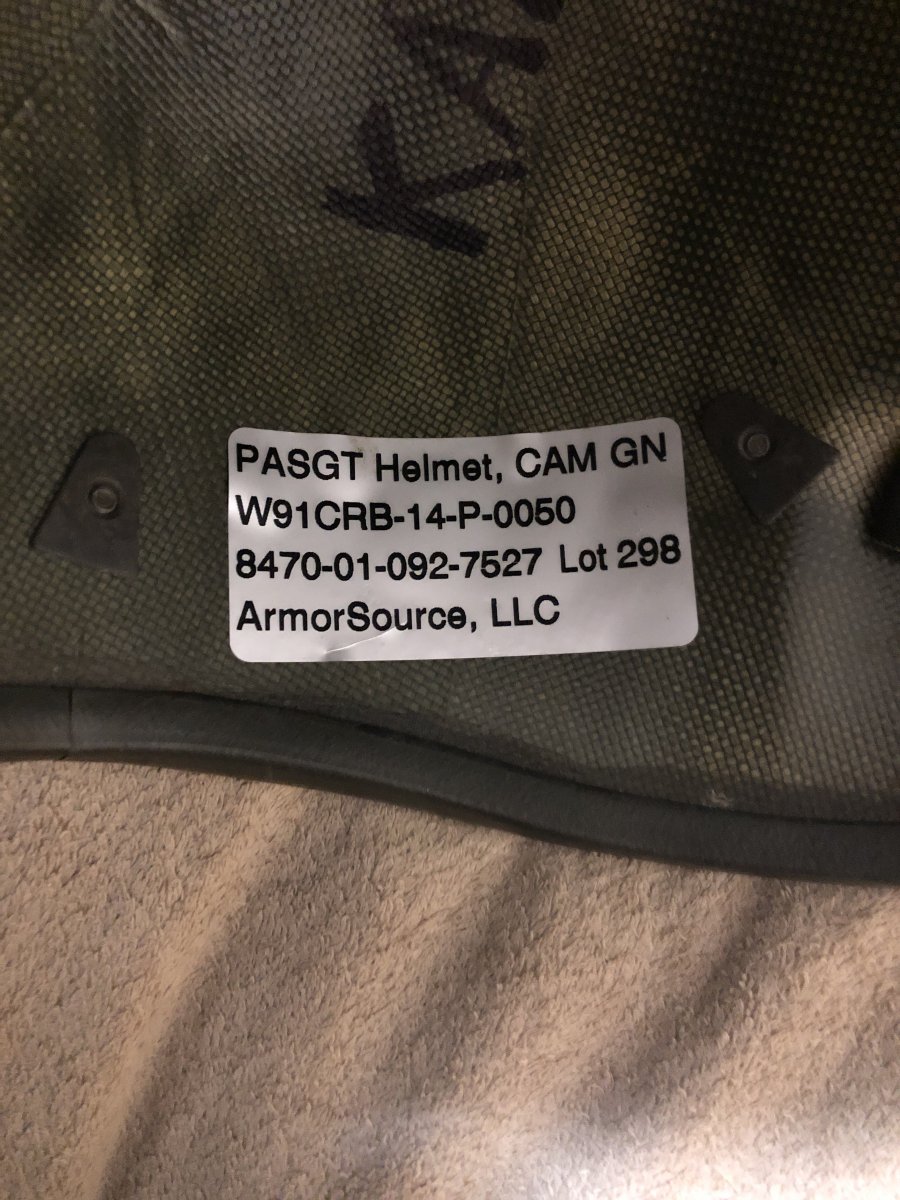 PASGT Helmet, CAM GN
W91CRB-14-P-0050
8470-01-092-7527 Lot 298
ArmorSource, LLC